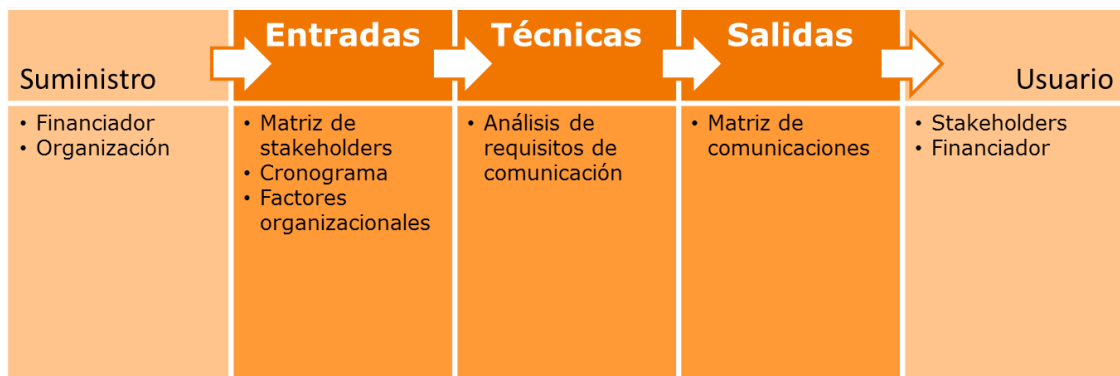 Suministro
Entradas
Técnicas
Salidas
Usuario
• Financiador
• Organización
• Matriz de
stakeholders
• Cronograma
• Factores
organizacionales
• Análisis de
requisitos de
comunicación
• Matriz de
comunicaciones
• Stakeholders
• Financiador